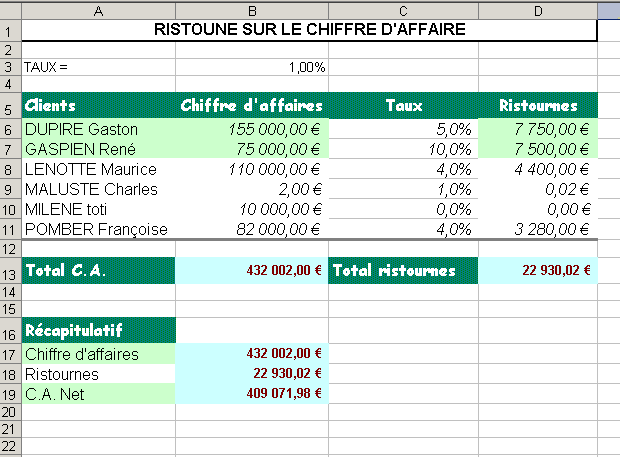 A B C D
1 RISTOUNE SUR LE CHIFFRE D'AFFAIRE
2
3 TAUX = 1,00%
4
5 Clients Chiffre d'affaires Taux Ristournes
6 DUPIRE Gaston 155 000,00 € 5,0% 7 750,00 €
7 GASPIEN René 75 000,00 € 10,0% 7 500,00 €
8 LENOTTE Maurice 110 000,00 € 4,0% 4 400,00 €
9 MALUSTE Charles 2,00 € 1,0% 0,02 €
10 MILENE toti 10 000,00 € 0,0% 0,00 €
11 POMBER Françoise 82 000,00 € 4,0% 3 280,00 €
12
13 Total C.A. 432 002,00 € Total ristournes 22 930,02 €
14
15
16 Récapitulatif
17 Chiffre d'affaires 432 002,00 €
18 Ristournes 22 930,02 €
19 C.A. Net 409 071,98 €
20
21
22